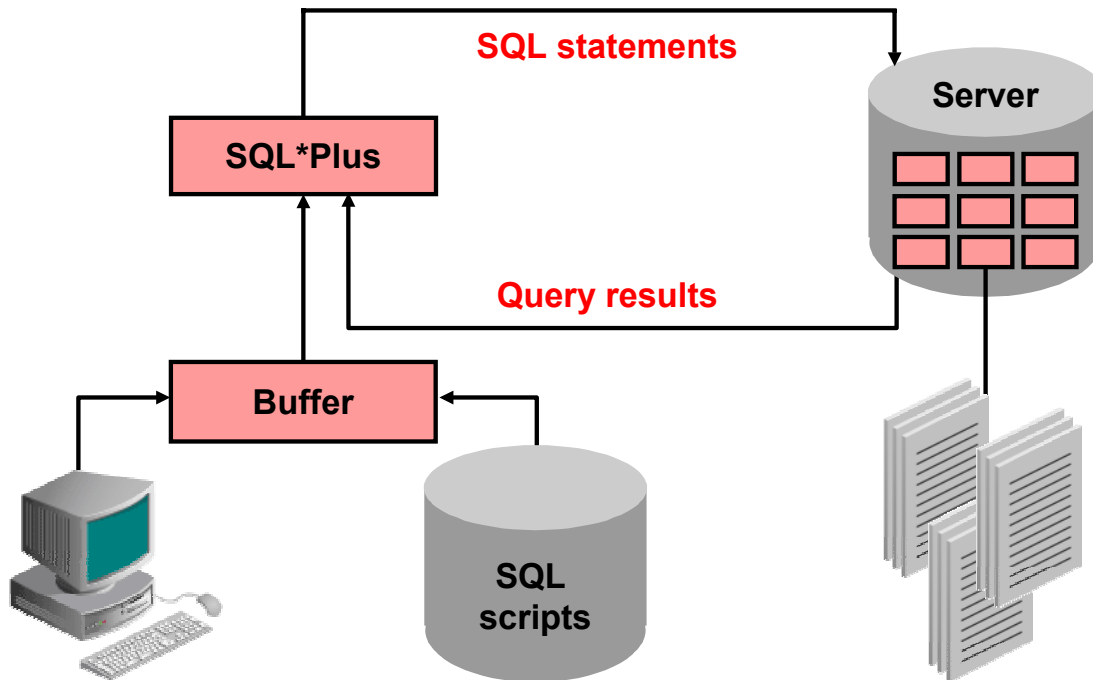 SQL statements
Server
SQL*Plus
Query results
Buffer
SQL
scripts